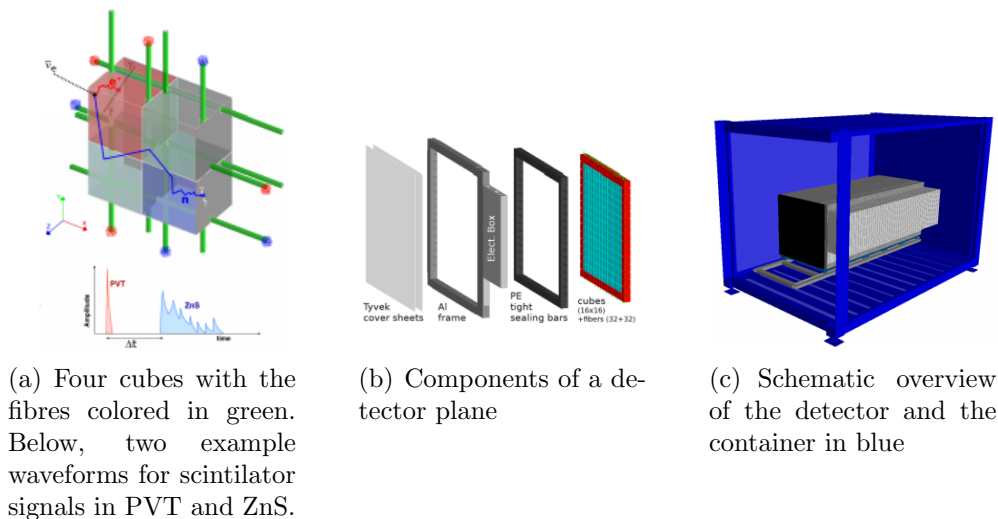 ν̅e
e+
n
Y
X
Z
PVT
ZnS
Amplitude
time
Δt
Elect. Box
Tyvek
cover sheets
Al
frame
PE
tight
sealing bars
cubes
(16x16)
+fibers (32+32)
(a) Four cubes with the
fibres colored in green.
Below, two example
waveforms for scintilator
signals in PVT and ZnS.
(b) Components of a de-
tector plane
(c) Schematic overview
of the detector and the
container in blue